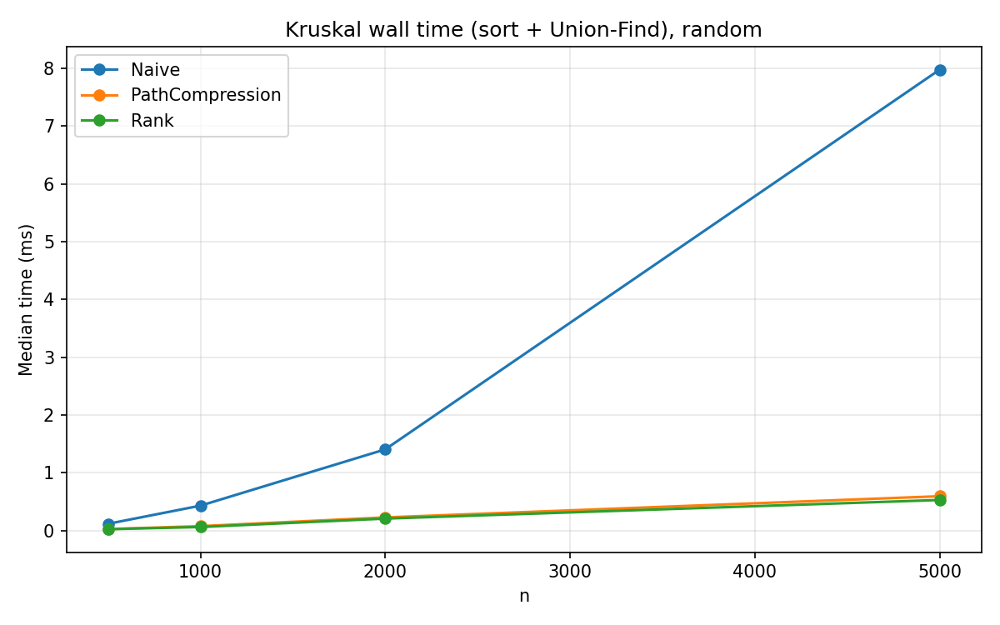 Kruskal wall time (sort + Union-Find), random
Naive
PathCompression
Rank
Median time (ms)
8
7
6
5
4
3
2
1
0
1000 2000 3000 4000 5000
n